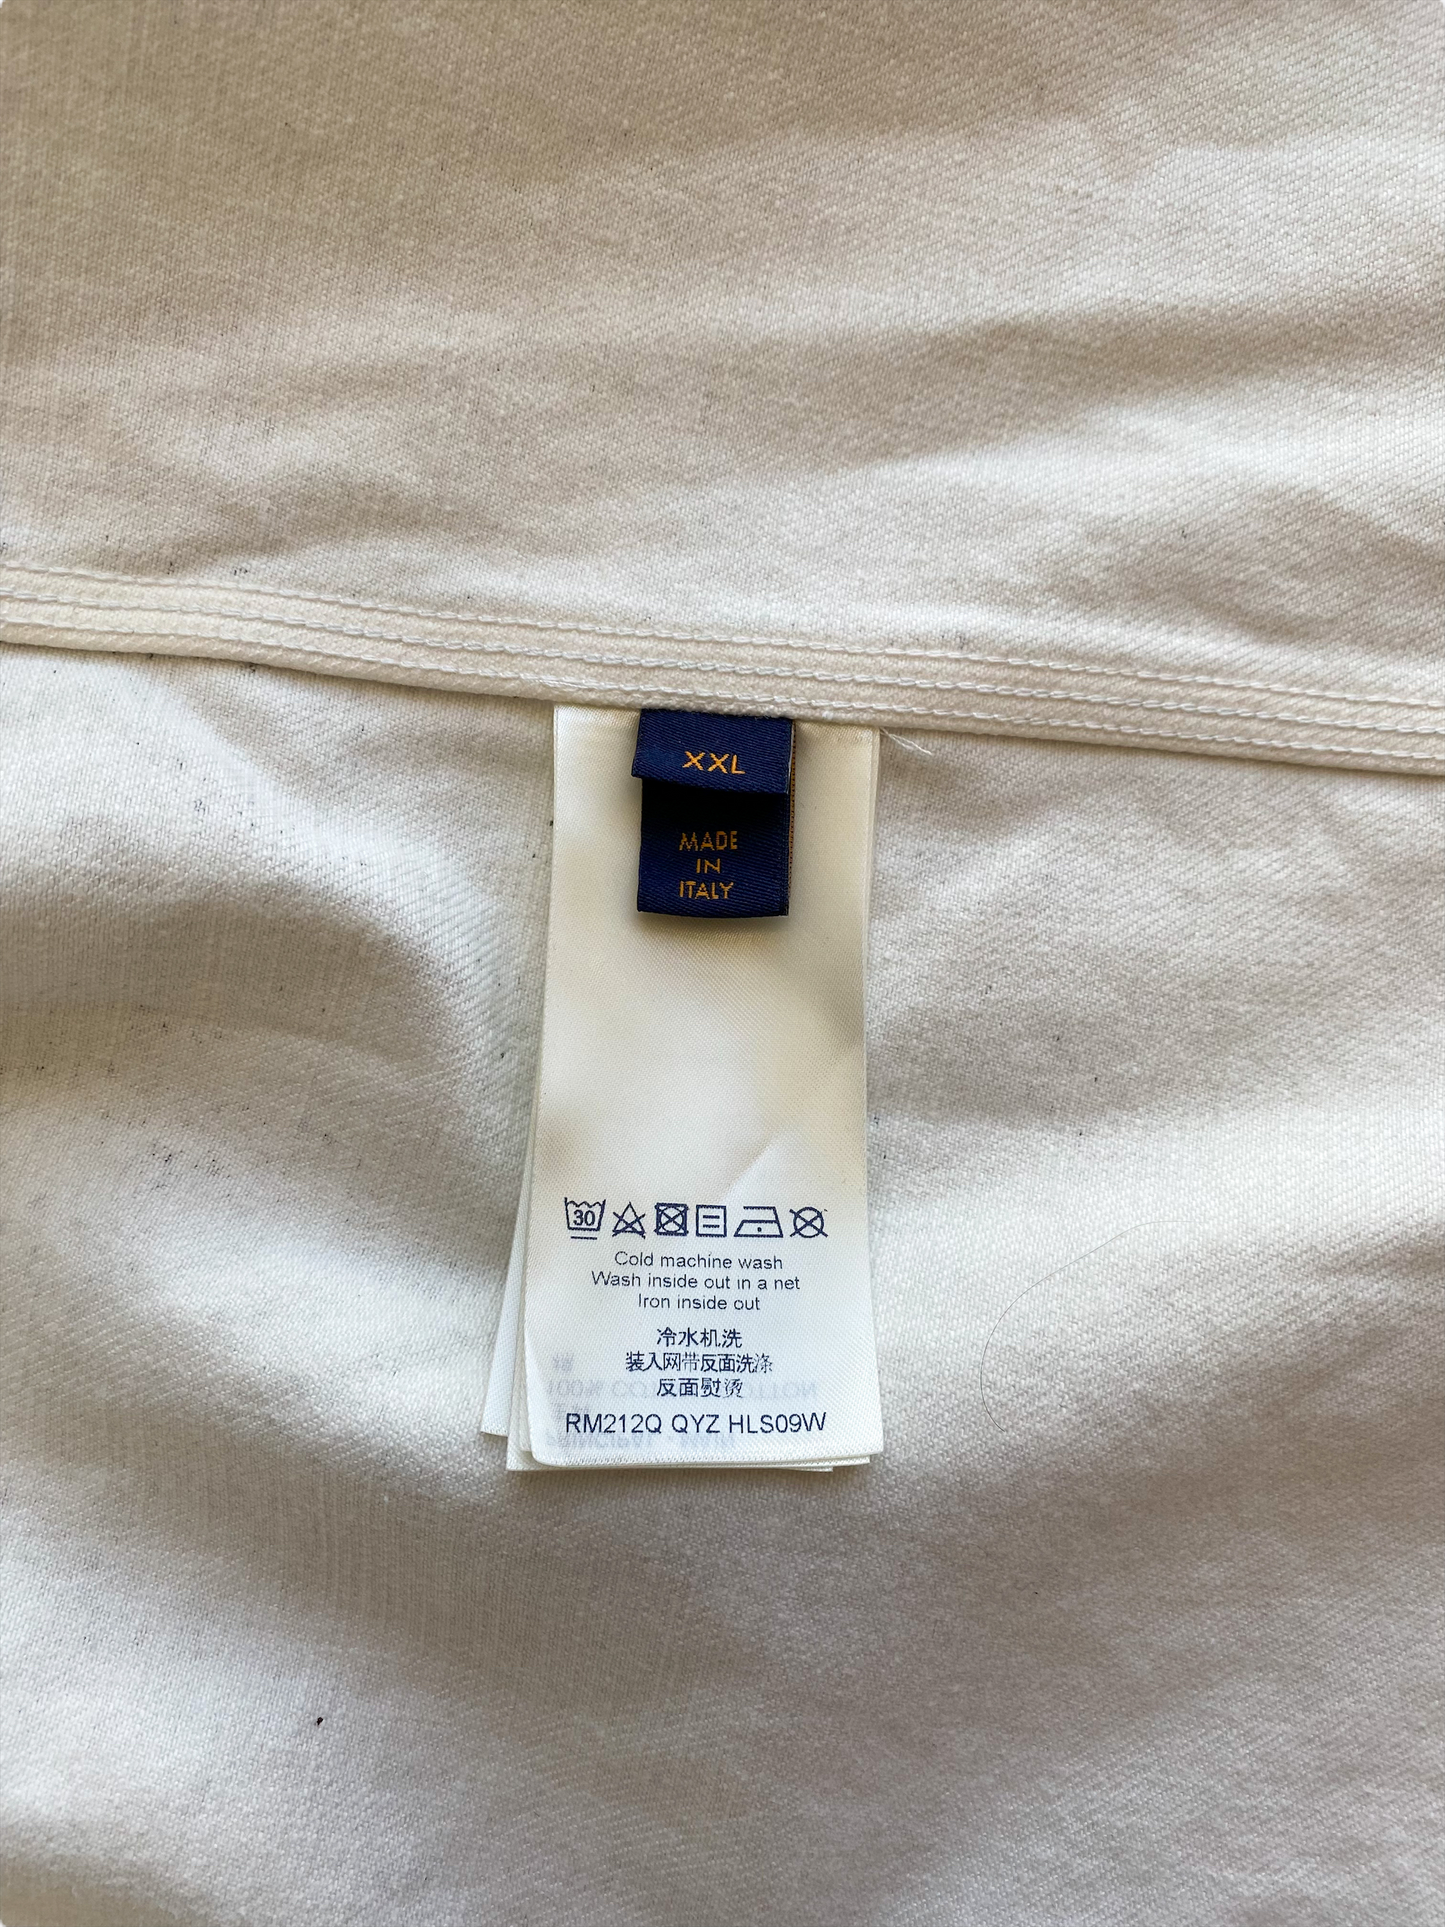 XXL
MADE
IN
ITALY
30
Cold machine wash
Wash inside out in a net
Iron inside out
冷水机洗
装入网带反面洗涤
反面熨烫
RM212Q QYZ HLS09W